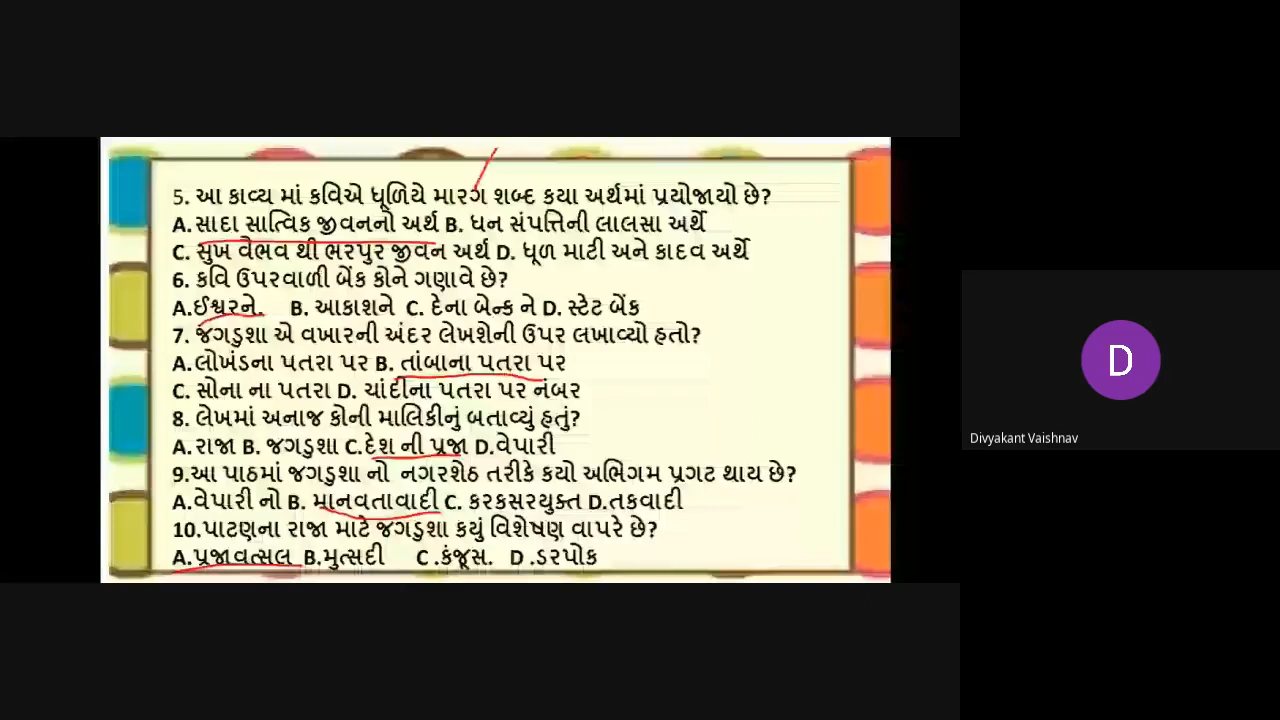 5. આ કાવ્ય માં કવિએ ધૂળિયે મારગ શબ્દ કયા અર્થમાં પ્રયોજાયો છે?
A.સાદા સાત્વિક જીવનનો અર્થ B. ધન સંપત્તિની લાલસા અર્થે
C. સુખ વૈભવ થી ભરપુર જીવન અર્થ D. ધૂળ માટી અને કાદવ અર્થે
6. કવિ ઉપરવાળી બેંક કોને ગણાવે છે?
A.ઈશ્વરને. B. આકાશને C. દેના બેન્ક ને D. સ્ટેટ બેંક
7. જગડુશા એ વખારની અંદર લેખશેની ઉપર લખાવ્યો હતો?
A.લોખંડના પતરા પર B. તાંબાના પતરા પર
C. સોના ના પતરા D. ચાંદીના પતરા પર નંબર
8. લેખમાં અનાજ કોની માલિકીનું બતાવ્યું હતું?
A.રાજા B. જગડુશા C.દેશ ની પ્રજા D.વેપારી
9.આ પાઠમાં જગડુશા નો નગરશેઠ તરીકે કયો અભિગમ પ્રગટ થાય છે?
A.વેપારી નો B. માનવતાવાદી C. કરકસરયુક્ત D.તકવાદી
10.પાટણના રાજા માટે જગડુશા કયું વિશેષણ વાપરે છે?
A.પ્રજાવત્સલ B.મુત્સદી C .કંજૂસ. D .ડરપોક
D
Divyakant Vaishnav